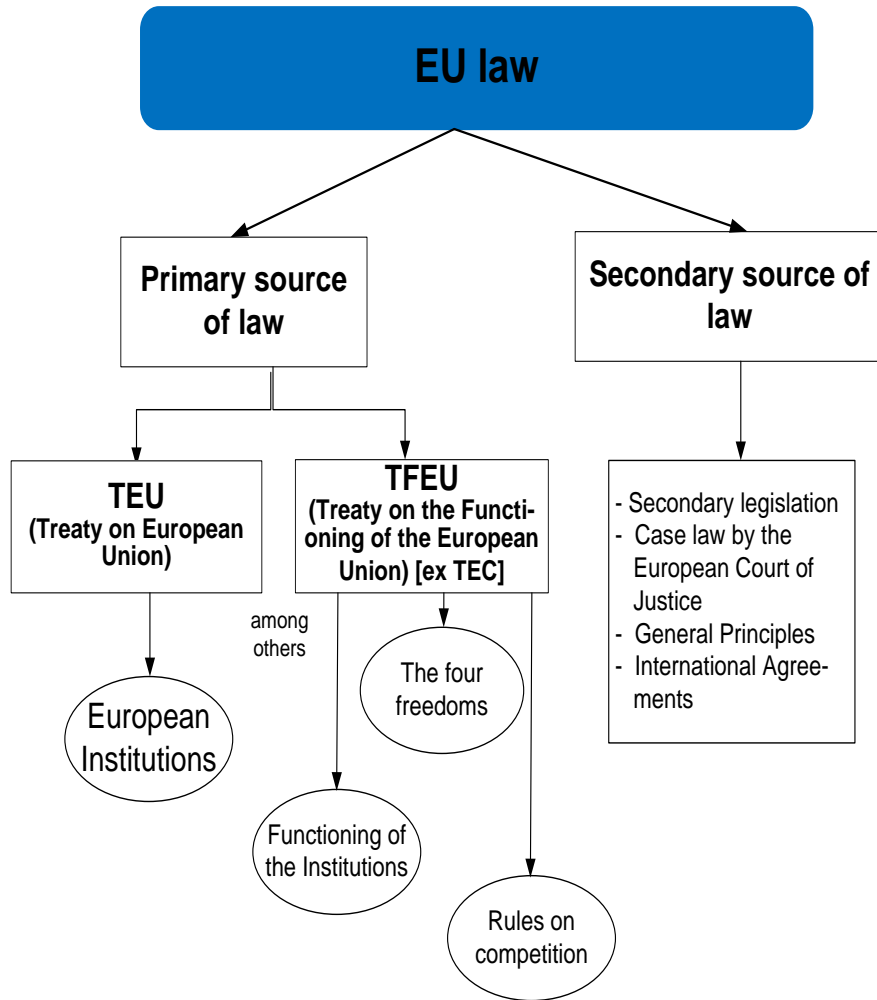 EU law
Primary source
of law
Secondary source of
law
TEU
(Treaty on European
Union)
TFEU
(Treaty on the Functi-
oning of the European
Union) [ex TEC]
- Secondary legislation
- Case law by the
European Court of
Justice
- General Principles
- International Agree-
ments
among
others
European
Institutions
The four
freedoms
Functioning of
the Institutions
Rules on
competition